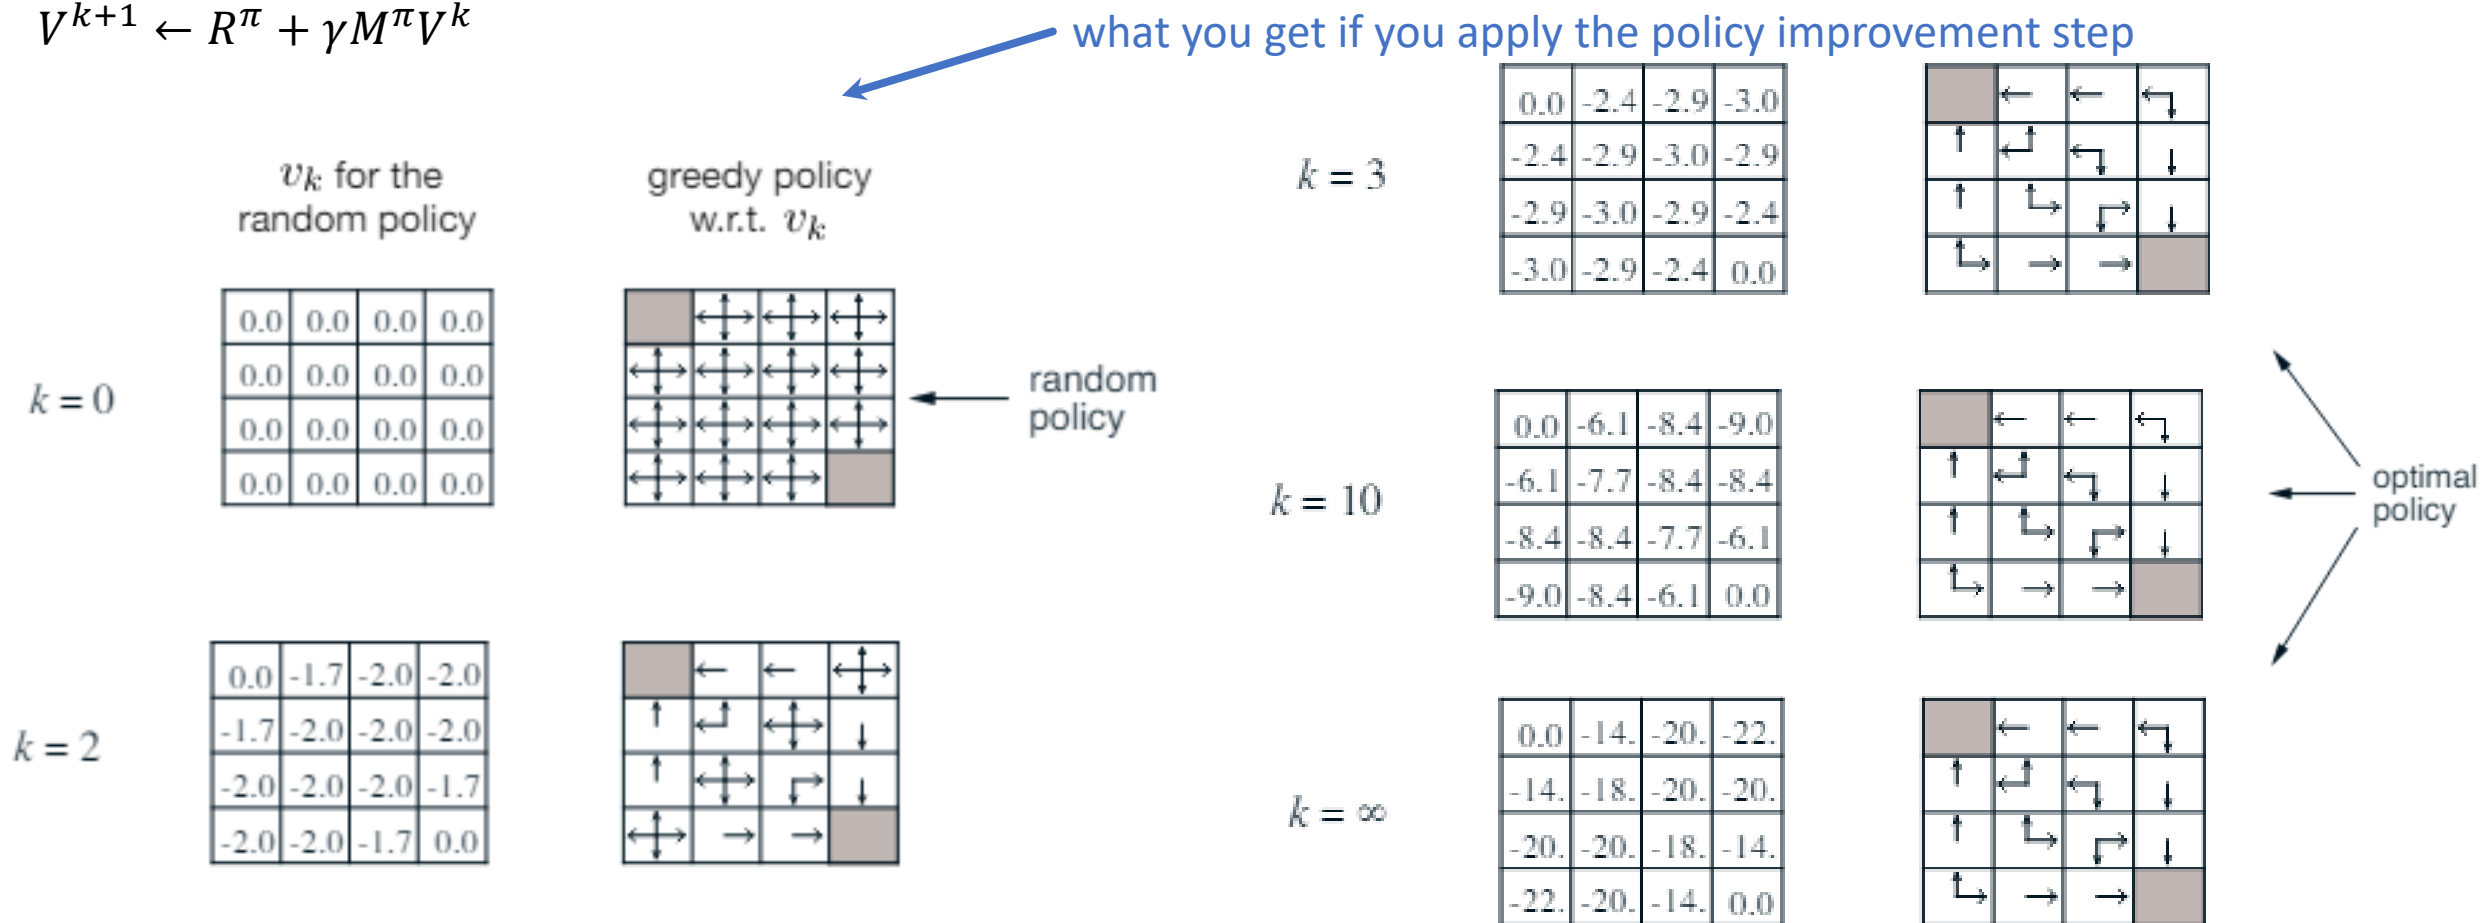 V^{k+1} ← R^π + γM^π V^k
what you get if you apply the policy improvement step
v_k for the
random policy
greedy policy
w.r.t. v_k
k = 0
0.0 0.0 0.0 0.0
0.0 0.0 0.0 0.0
0.0 0.0 0.0 0.0
0.0 0.0 0.0 0.0
random
policy
k = 2
0.0 -1.7 -2.0 -2.0
-1.7 -2.0 -2.0 -2.0
-2.0 -2.0 -2.0 -1.7
-2.0 -2.0 -1.7 0.0
k = 3
0.0 -2.4 -2.9 -3.0
-2.4 -2.9 -3.0 -2.9
-2.9 -3.0 -2.9 -2.4
-3.0 -2.9 -2.4 0.0
k = 10
0.0 -6.1 -8.4 -9.0
-6.1 -7.7 -8.4 -8.4
-8.4 -8.4 -7.7 -6.1
-9.0 -8.4 -6.1 0.0
optimal
policy
k = ∞
0.0 -14. -20. -22.
-14. -18. -20. -20.
-20. -20. -18. -14.
-22. -20. -14. 0.0